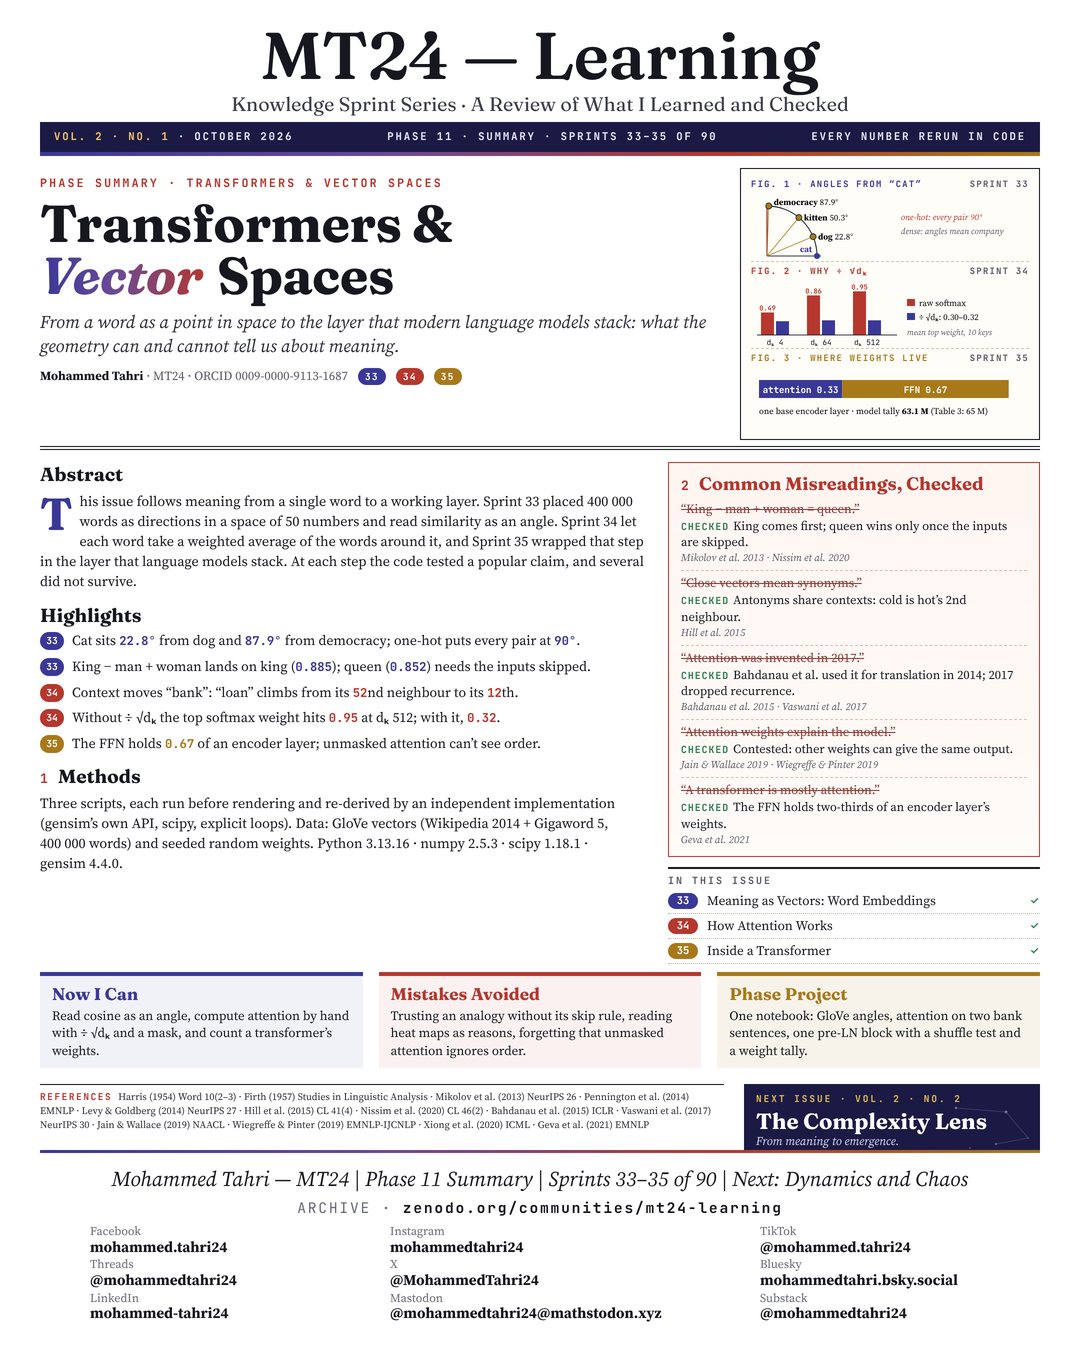 MT24 — Learning
Knowledge Sprint Series · A Review of What I Learned and Checked
VOL. 2 · NO. 1 · OCTOBER 2026
PHASE 11 · SUMMARY · SPRINTS 33–35 OF 90
EVERY NUMBER RERUN IN CODE
PHASE SUMMARY · TRANSFORMERS & VECTOR SPACES
Transformers &
Vector Spaces
From a word as a point in space to the layer that modern language models stack: what the
geometry can and cannot tell us about meaning.
Mohammed Tahri · MT24 · ORCID 0009-0000-9113-1687 33 34 35
FIG. 1 · ANGLES FROM “CAT” SPRINT 33
democracy 87.9°
kitten 50.3°
dog 22.8°
cat
one-hot: every pair 90°
dense: angles mean company
FIG. 2 · WHY ÷ √dₖ SPRINT 34
0.49 0.86 0.95
dₖ 4 dₖ 64 dₖ 512
raw softmax
÷ √dₖ: 0.30–0.32
mean top weight, 10 keys
FIG. 3 · WHERE WEIGHTS LIVE SPRINT 35
attention 0.33 FFN 0.67
one base encoder layer · model tally 63.1 M (Table 3: 65 M)
Abstract
This issue follows meaning from a single word to a working layer. Sprint 33 placed 400 000
words as directions in a space of 50 numbers and read similarity as an angle. Sprint 34 let
each word take a weighted average of the words around it, and Sprint 35 wrapped that step
in the layer that language models stack. At each step the code tested a popular claim, and several
did not survive.
Highlights
33 Cat sits 22.8° from dog and 87.9° from democracy; one-hot puts every pair at 90°.
33 King − man + woman lands on king (0.885); queen (0.852) needs the inputs skipped.
34 Context moves “bank”: “loan” climbs from its 52nd neighbour to its 12th.
34 Without ÷ √dₖ the top softmax weight hits 0.95 at dₖ 512; with it, 0.32.
35 The FFN holds 0.67 of an encoder layer; unmasked attention can’t see order.
1 Methods
Three scripts, each run before rendering and re-derived by an independent implementation
(gensim’s own API, scipy, explicit loops). Data: GloVe vectors (Wikipedia 2014 + Gigaword 5,
400 000 words) and seeded random weights. Python 3.13.16 · numpy 2.5.3 · scipy 1.18.1 ·
gensim 4.4.0.
2 Common Misreadings, Checked
“King − man + woman = queen.”
CHECKED King comes first; queen wins only once the inputs
are skipped.
Mikolov et al. 2013 · Nissim et al. 2020
“Close vectors mean synonyms.”
CHECKED Antonyms share contexts: cold is hot’s 2nd
neighbour.
Hill et al. 2015
“Attention was invented in 2017.”
CHECKED Bahdanau et al. used it for translation in 2014; 2017
dropped recurrence.
Bahdanau et al. 2015 · Vaswani et al. 2017
“Attention weights explain the model.”
CHECKED Contested: other weights can give the same output.
Jain & Wallace 2019 · Wiegreffe & Pinter 2019
“A transformer is mostly attention.”
CHECKED The FFN holds two-thirds of an encoder layer’s
weights.
Geva et al. 2021
IN THIS ISSUE
33 Meaning as Vectors: Word Embeddings ✓
34 How Attention Works ✓
35 Inside a Transformer ✓
Now I Can
Read cosine as an angle, compute attention by hand
with ÷ √dₖ and a mask, and count a transformer’s
weights.
Mistakes Avoided
Trusting an analogy without its skip rule, reading
heat maps as reasons, forgetting that unmasked
attention ignores order.
Phase Project
One notebook: GloVe angles, attention on two bank
sentences, one pre-LN block with a shuffle test and
a weight tally.
REFERENCES Harris (1954) Word 10(2–3) · Firth (1957) Studies in Linguistic Analysis · Mikolov et al. (2013) NeurIPS 26 · Pennington et al. (2014)
EMNLP · Levy & Goldberg (2014) NeurIPS 27 · Hill et al. (2015) CL 41(4) · Nissim et al. (2020) CL 46(2) · Bahdanau et al. (2015) ICLR · Vaswani et al. (2017)
NeurIPS 30 · Jain & Wallace (2019) NAACL · Wiegreffe & Pinter (2019) EMNLP-IJCNLP · Xiong et al. (2020) ICML · Geva et al. (2021) EMNLP
NEXT ISSUE · VOL. 2 · NO. 2
The Complexity Lens
From meaning to emergence.
Mohammed Tahri — MT24 | Phase 11 Summary | Sprints 33–35 of 90 | Next: Dynamics and Chaos
ARCHIVE · zenodo.org/communities/mt24-learning
Facebook
mohammed.tahri24
Threads
@mohammedtahri24
LinkedIn
mohammed-tahri24
Instagram
mohammedtahri24
X
@MohammedTahri24
Mastodon
@mohammedtahri24@mathstodon.xyz
TikTok
@mohammed.tahri24
Bluesky
mohammedtahri.bsky.social
Substack
@mohammedtahri24